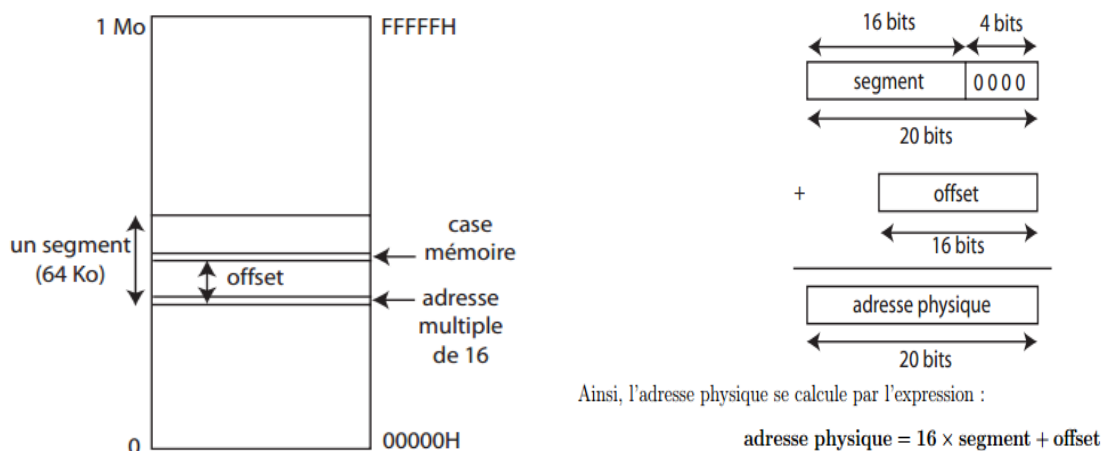 1 Mo
FFFFFH
un segment
(64 Ko)
offset
case
mémoire
adresse
multiple
de 16
0
00000H
16 bits
4 bits
segment
0 0 0 0
20 bits
+
offset
16 bits
adresse physique
20 bits
Ainsi, l'adresse physique se calcule par l'expression :
adresse physique = 16 × segment + offset